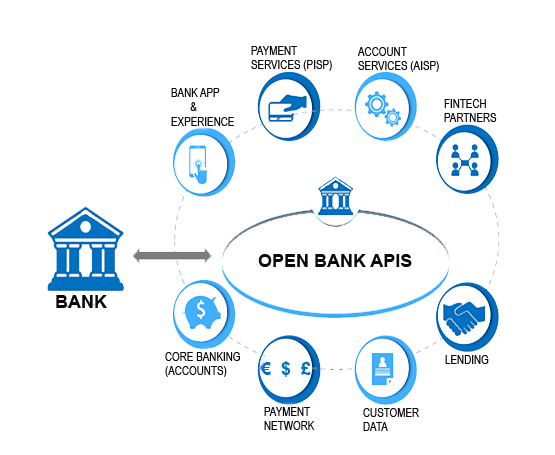 PAYMENT
SERVICES (PISP)
ACCOUNT
SERVICES (AISP)
BANK APP
&
EXPERIENCE
FINTECH
PARTNERS
OPEN BANK APIS
BANK
$
CORE BANKING
(ACCOUNTS)
€ $ £
PAYMENT
NETWORK
CUSTOMER
DATA
LENDING